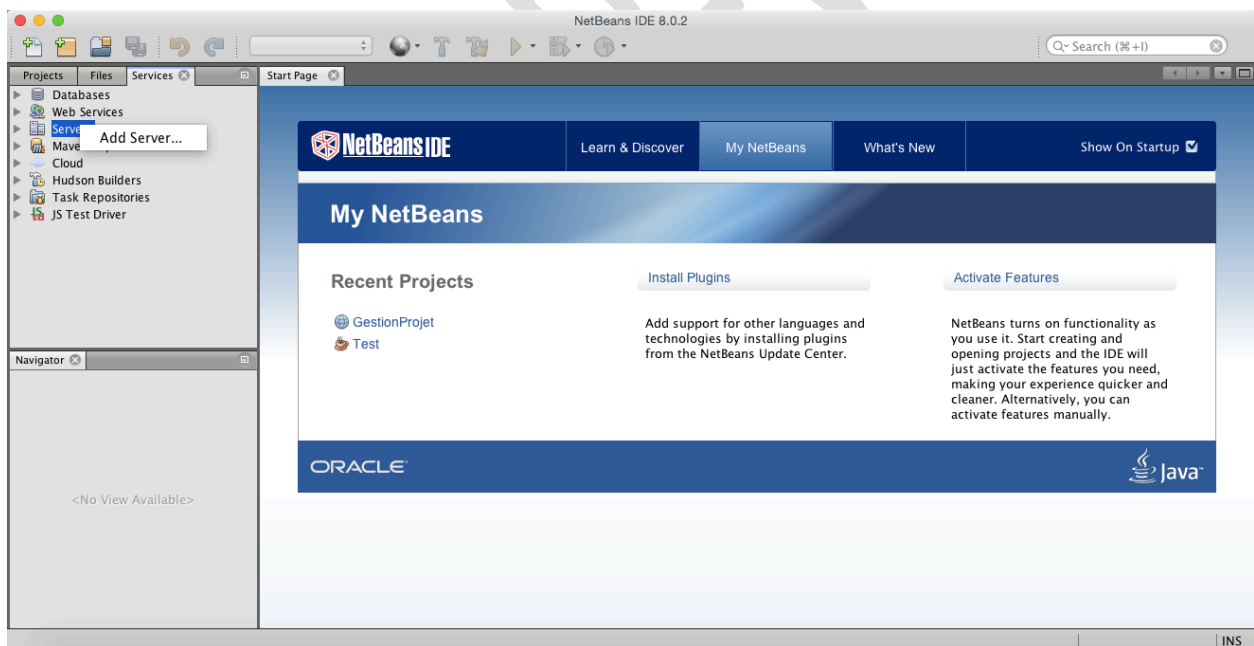 NetBeans IDE 8.0.2
Search (⌘+I)
Projects Files Services
Start Page
Databases
Web Services
Add Server...
Cloud
Hudson Builders
Task Repositories
JS Test Driver
NetBeans IDE
Learn & Discover
My NetBeans
What's New
Show On Startup
My NetBeans
Recent Projects
GestionProjet
Test
Install Plugins
Add support for other languages and
technologies by installing plugins
from the NetBeans Update Center.
Activate Features
NetBeans turns on functionality as
you use it. Start creating and
opening projects and the IDE will
just activate the features you need,
making your experience quicker and
cleaner. Alternatively, you can
activate features manually.
Navigator
<No View Available>
ORACLE
Java
INS